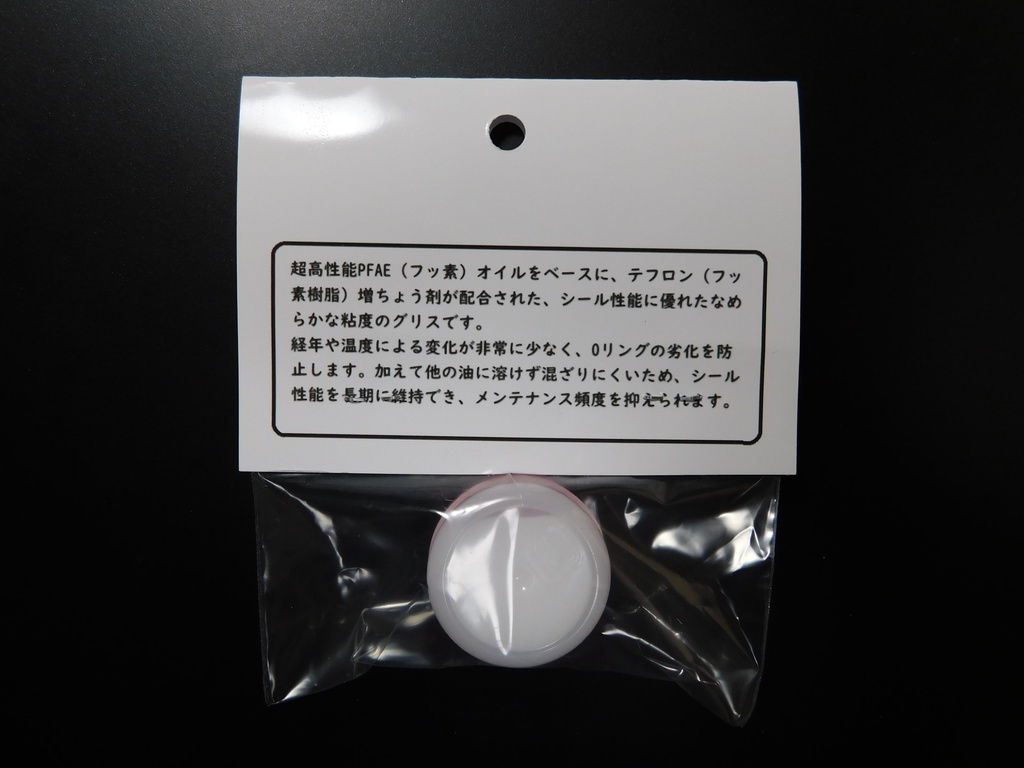 超高性能PFAE（フッ素）オイルをベースに、テフロン（フッ
素樹脂）増ちょう剤が配合された、シール性能に優れたなめ
らかな粘度のグリスです。
経年や温度による変化が非常に少なく、Oリングの劣化を防
止します。加えて他の油に溶けず混ざりにくいため、シール
性能を長期に維持でき、メンテナンス頻度を抑えられます。